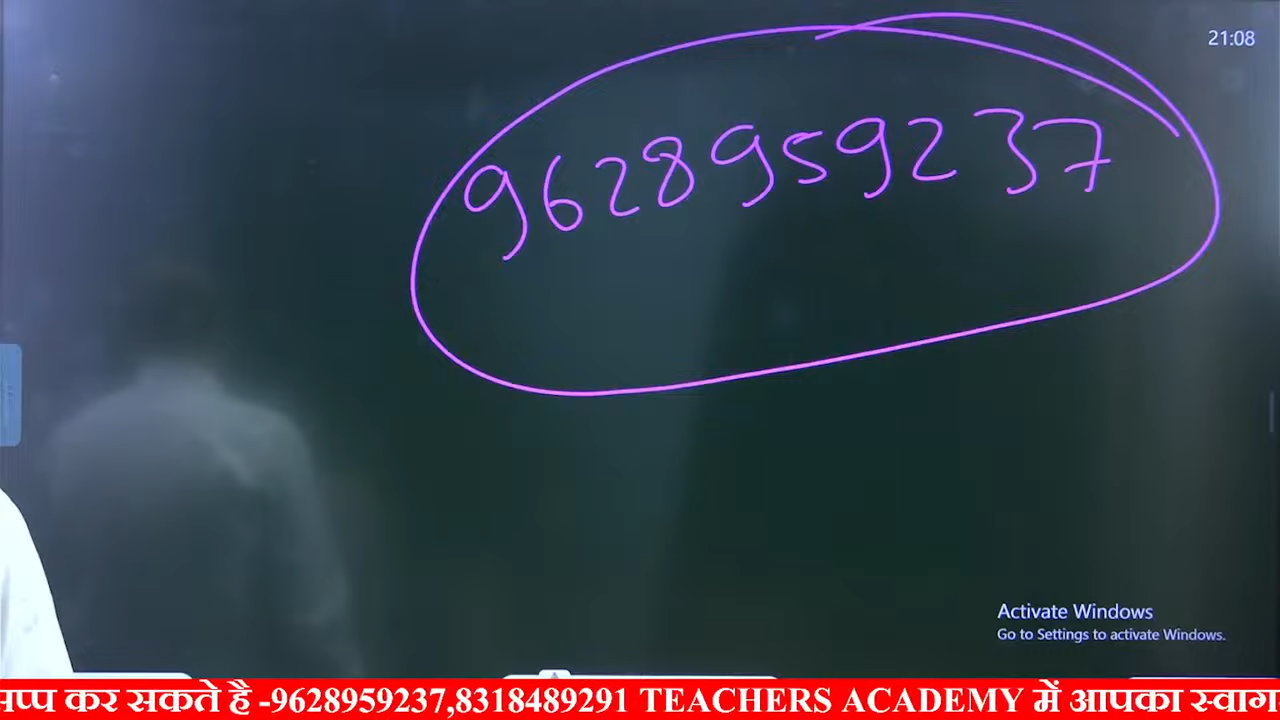 21:08
9628959237
Activate Windows
Go to Settings to activate Windows.
कर सकते है -9628959237,8318489291 TEACHERS ACADEMY में आपका